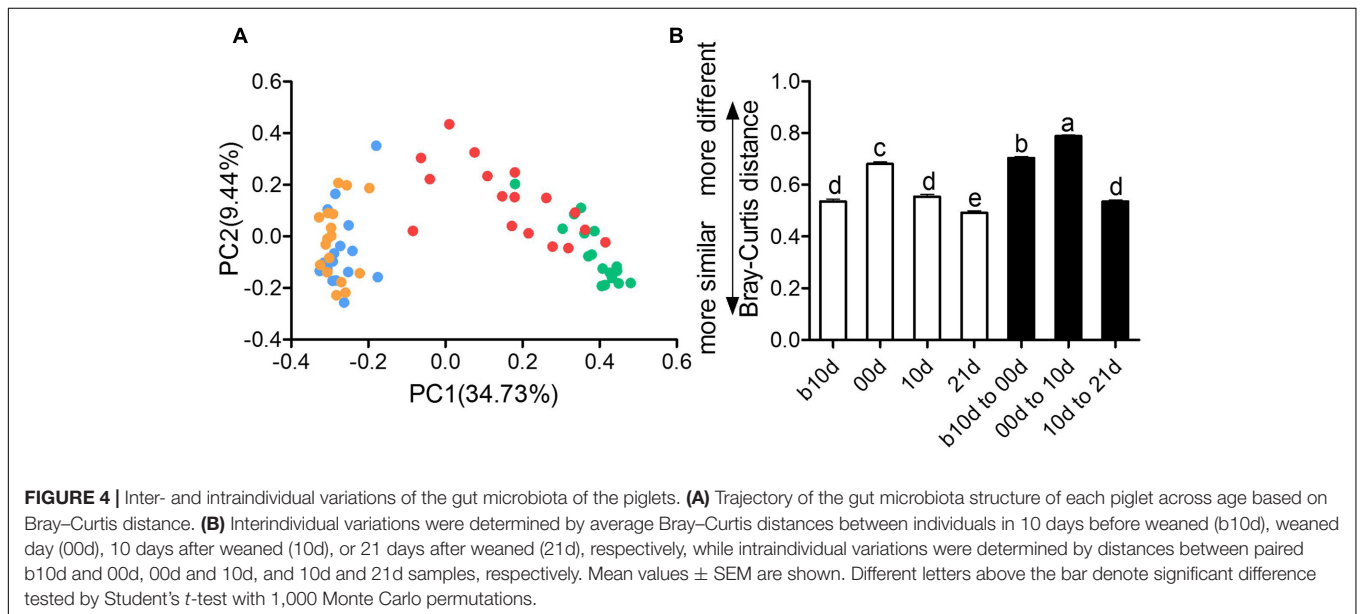 A
B
0.6
0.4
0.2
0.0
-0.2
-0.4
PC2(9.44%)
-0.4
-0.2
0.0
0.2
0.4
0.6
PC1(34.73%)
more similar more different
Bray-Curtis distance
1.0
0.8
0.6
0.4
0.2
0.0
d
c
d
e
b
a
d
b10d
00d
10d
21d
b10d to 00d
00d to 10d
10d to 21d
FIGURE 4 | Inter- and intraindividual variations of the gut microbiota of the piglets. (A) Trajectory of the gut microbiota structure of each piglet across age based on
Bray–Curtis distance. (B) Interindividual variations were determined by average Bray–Curtis distances between individuals in 10 days before weaned (b10d), weaned
day (00d), 10 days after weaned (10d), or 21 days after weaned (21d), respectively, while intraindividual variations were determined by distances between paired
b10d and 00d, 00d and 10d, and 10d and 21d samples, respectively. Mean values ± SEM are shown. Different letters above the bar denote significant difference
tested by Student's t-test with 1,000 Monte Carlo permutations.